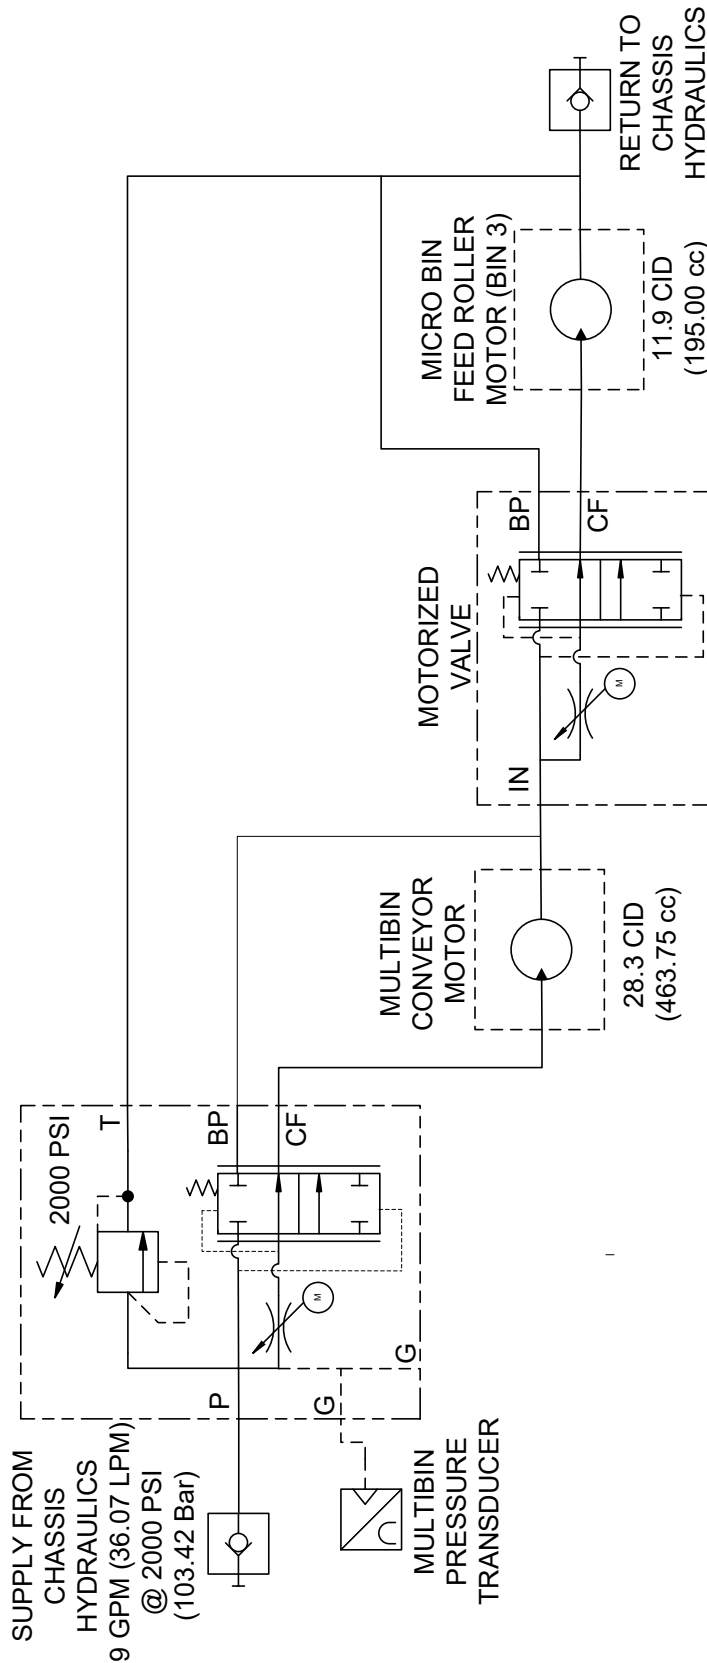 SUPPLY FROM
CHASSIS
HYDRAULICS
9 GPM (36.07 LPM)
@ 2000 PSI
(103.42 Bar)
MULTIBIN
PRESSURE
TRANSDUCER
P
G
G
2000 PSI
T
BP
CF
M
MULTIBIN
CONVEYOR
MOTOR
28.3 CID
(463.75 cc)
MOTORIZED
VALVE
IN
M
BP
CF
MICRO BIN
FEED ROLLER
MOTOR (BIN 3)
11.9 CID
(195.00 cc)
RETURN TO
CHASSIS
HYDRAULICS